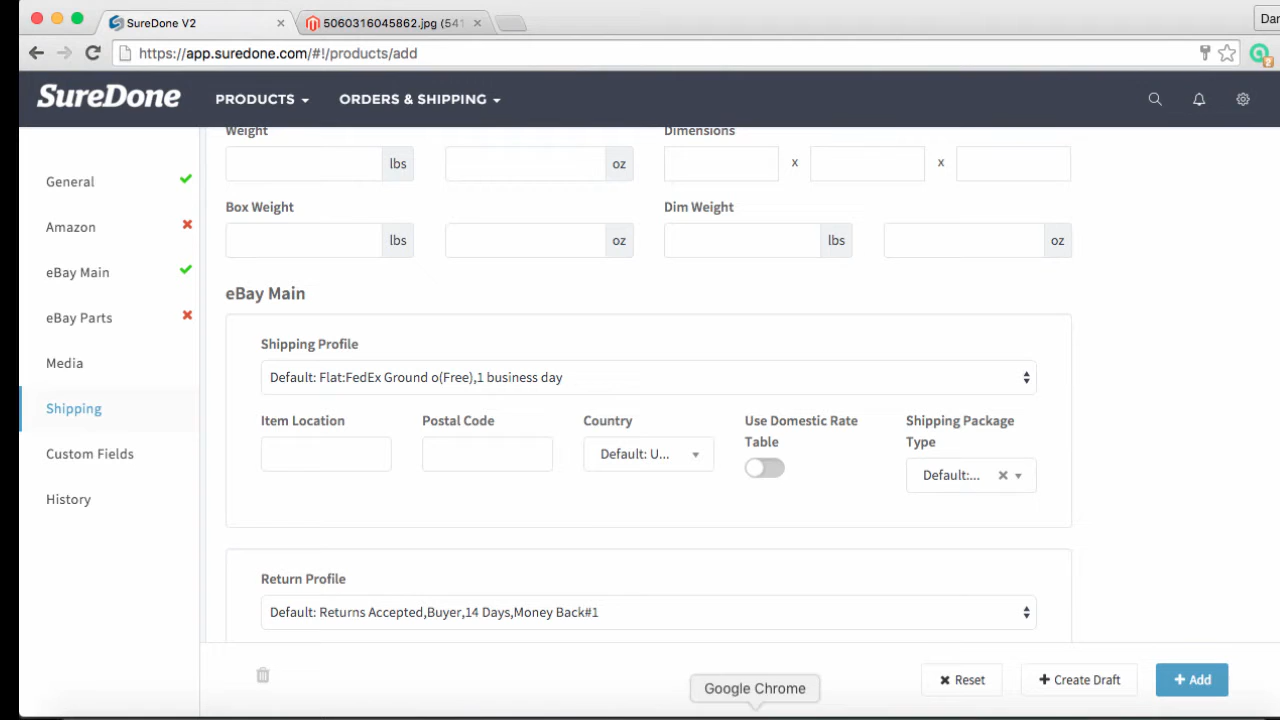 SureDone V2
5060316045862.jpg (541
Dar
https://app.suredone.com/#!/products/add
SureDone
PRODUCTS
ORDERS & SHIPPING
General
Amazon
eBay Main
eBay Parts
Media
Shipping
Custom Fields
History
Weight
Dimensions
lbs
oz
x
x
Box Weight
Dim Weight
lbs
oz
lbs
oz
eBay Main
Shipping Profile
Default: Flat:FedEx Ground o(Free),1 business day
Item Location
Postal Code
Country
Use Domestic Rate
Table
Shipping Package
Type
Default: U...
Default:...
Return Profile
Default: Returns Accepted,Buyer,14 Days,Money Back#1
Reset
Create Draft
Add
Google Chrome